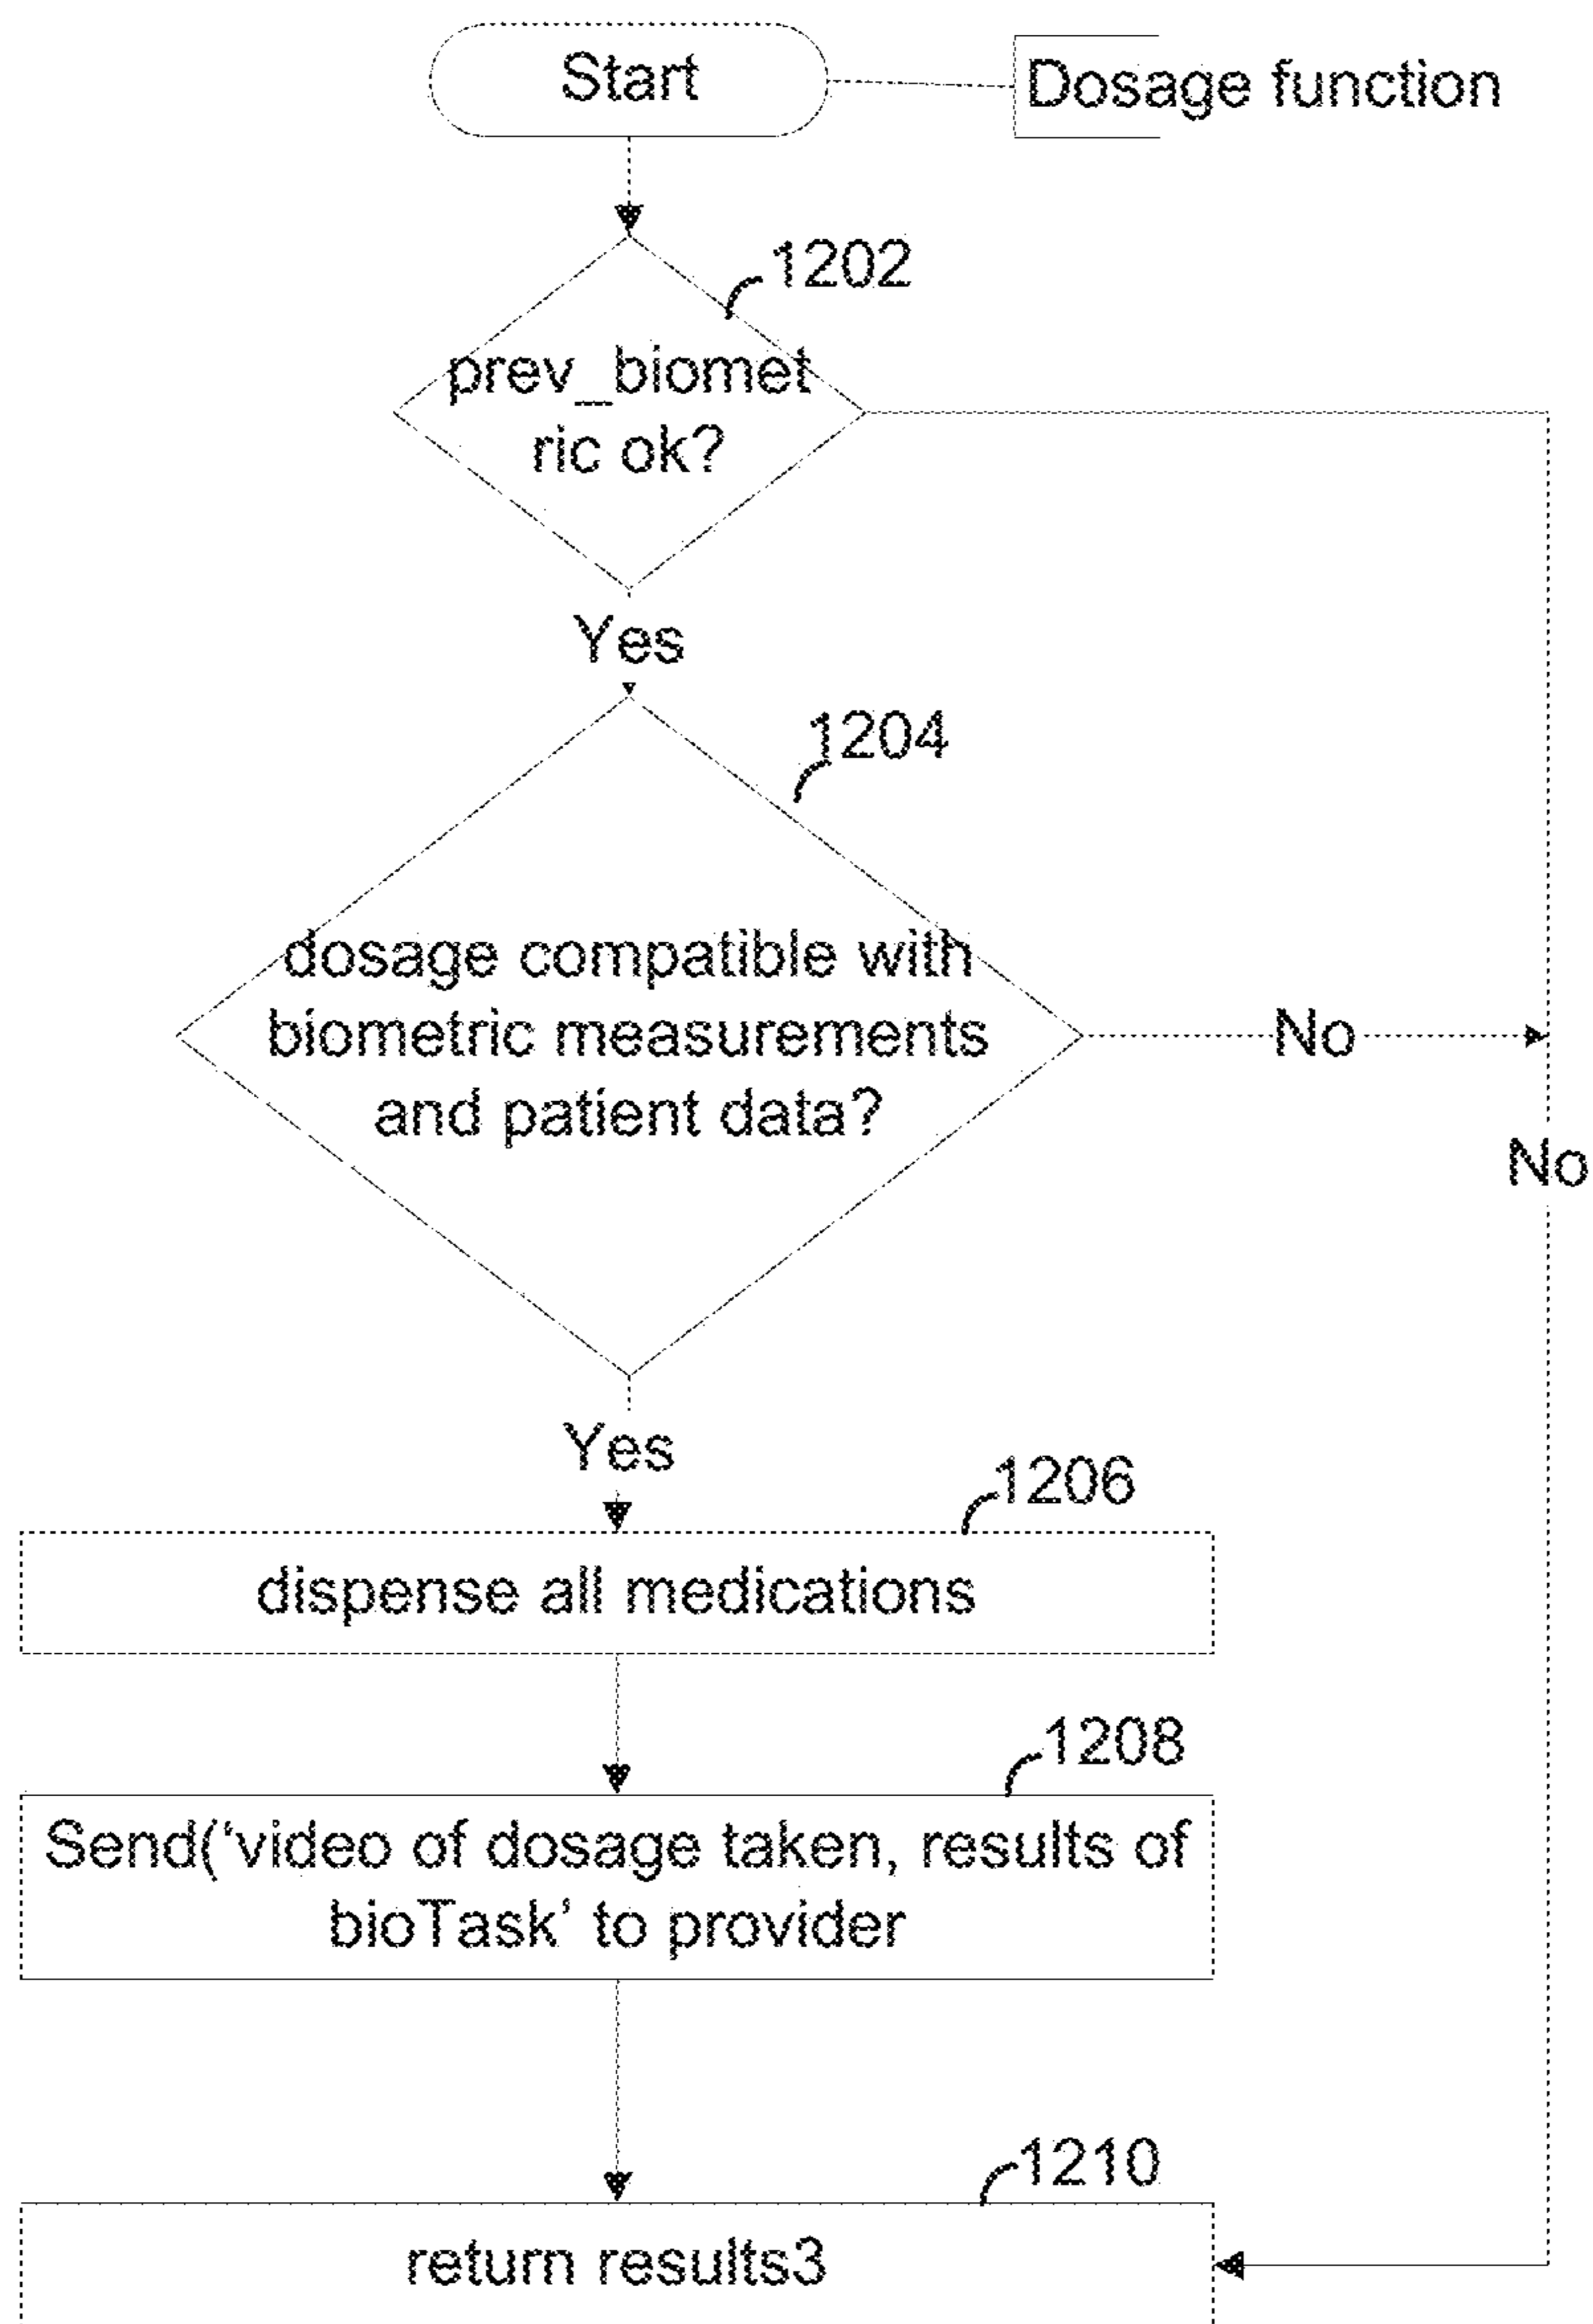 Start
Dosage function
1202
prev_biomet
ric ok?
Yes
1204
dosage compatible with
biometric measurements
and patient data?
No
No
Yes
1206
dispense all medications
1208
Send(‘video of dosage taken, results of
bioTask’ to provider
1210
return results3